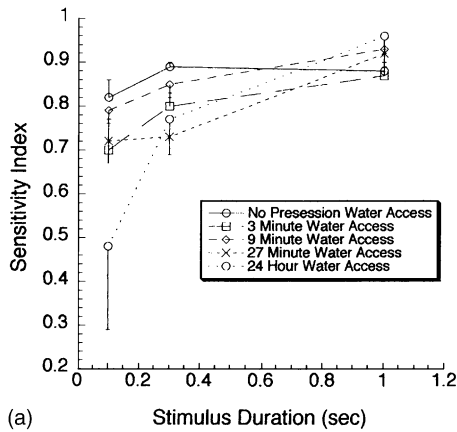 1
0.9
0.8
0.7
0.6
0.5
0.4
0.3
0.2
Sensitivity Index
No Presession Water Access
3 Minute Water Access
9 Minute Water Access
27 Minute Water Access
24 Hour Water Access
0 0.2 0.4 0.6 0.8 1 1.2
(a) Stimulus Duration (sec)